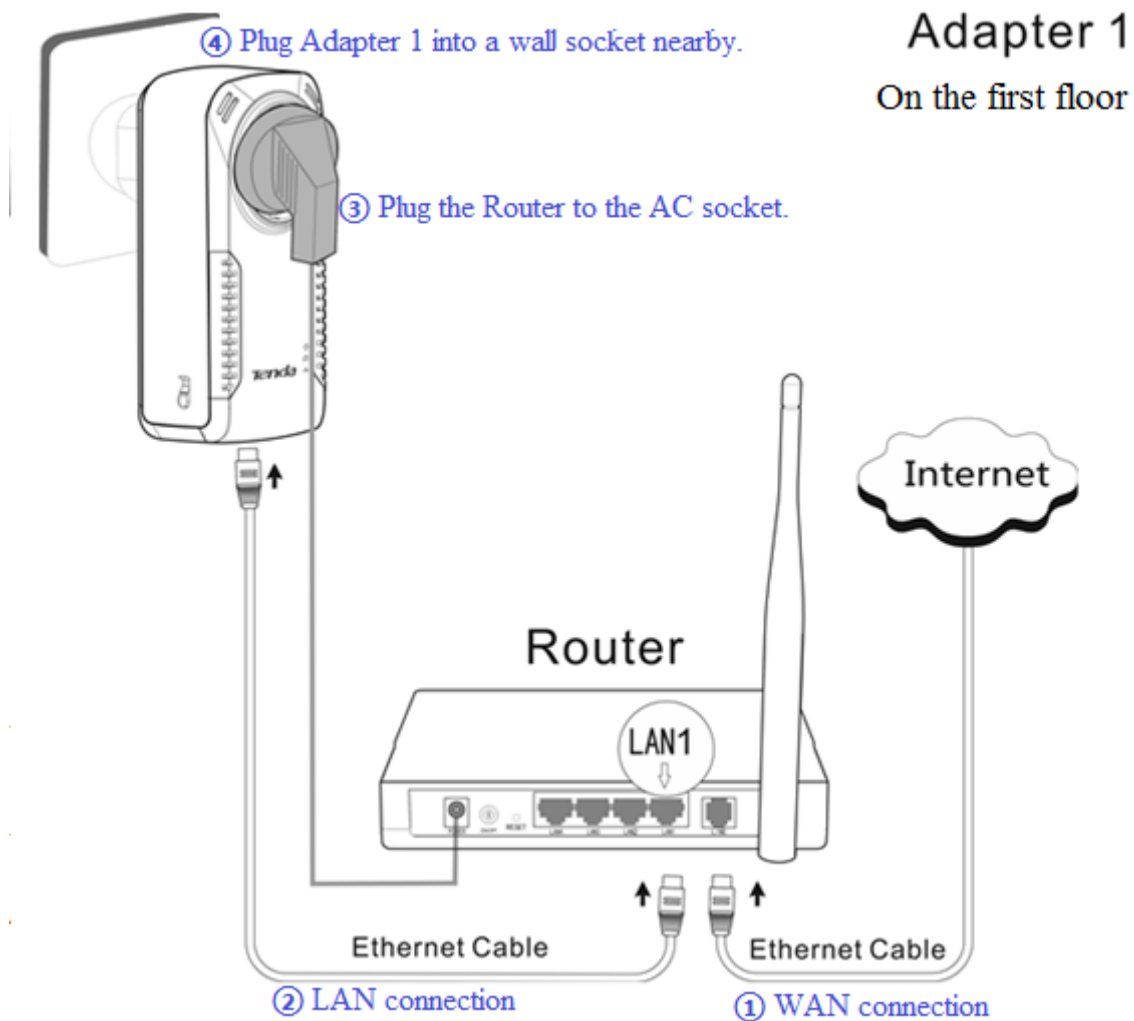 ④ Plug Adapter 1 into a wall socket nearby.
Adapter 1
On the first floor
③ Plug the Router to the AC socket.
Tenda
Internet
Router
LAN1
RESET
Ethernet Cable
Ethernet Cable
② LAN connection
① WAN connection